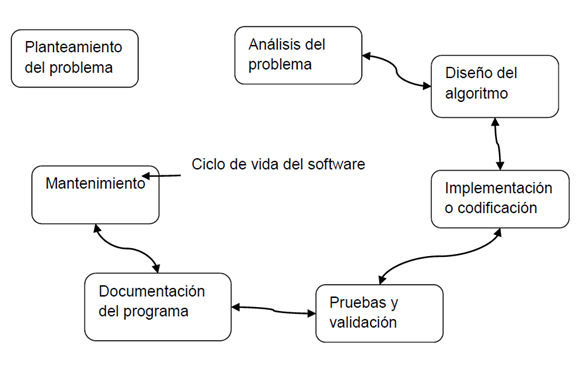 Planteamiento
del problema
Análisis del
problema
Diseño del
algoritmo
Ciclo de vida del software
Mantenimiento
Implementación
o codificación
Documentación
del programa
Pruebas y
validación